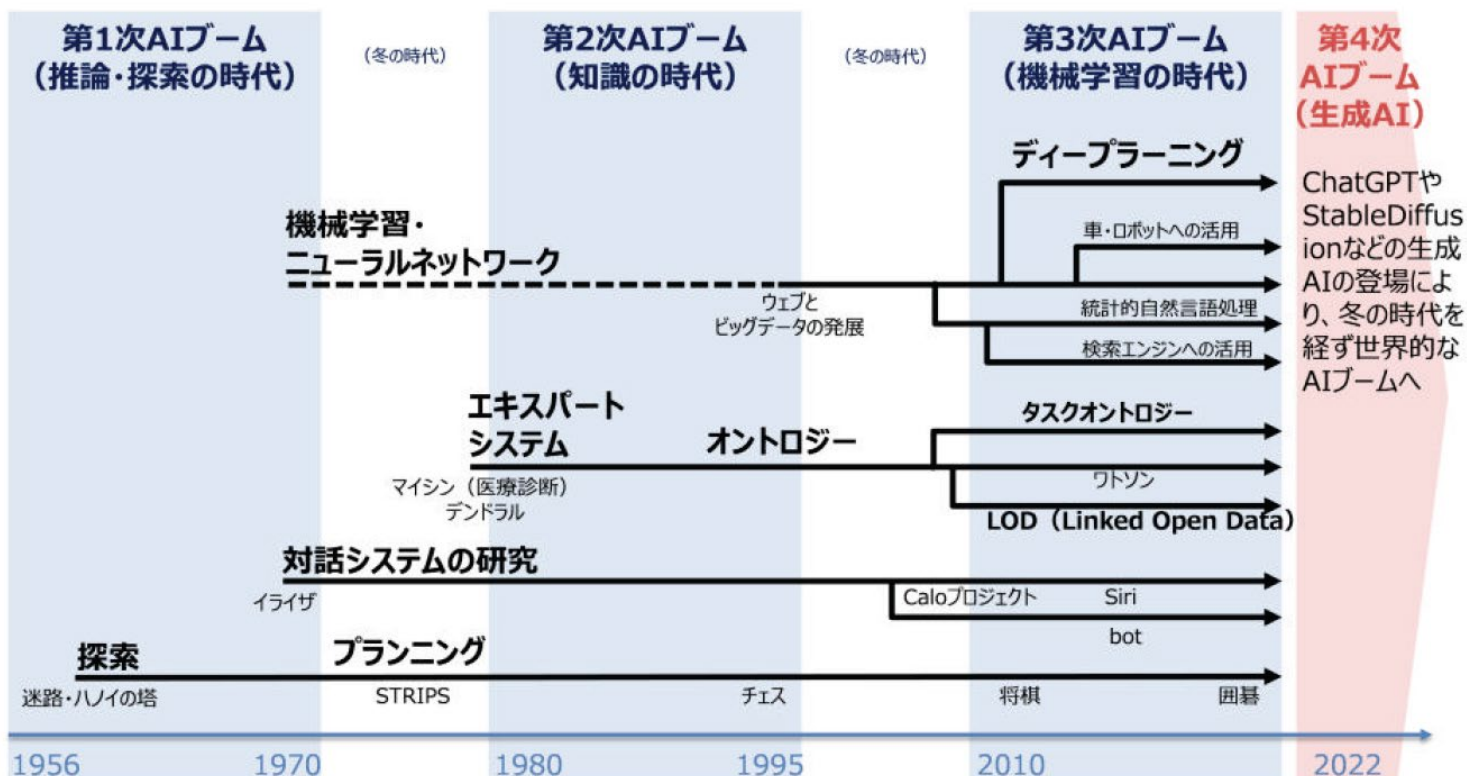 第1次AIブーム
（推論・探索の時代）
（冬の時代）
第2次AIブーム
（知識の時代）
（冬の時代）
第3次AIブーム
（機械学習の時代）
第4次
AIブーム
（生成AI）
ディープラーニング
機械学習・
ニューラルネットワーク
車・ロボットへの活用
ウェブと
ビッグデータの発展
統計的自然言語処理
検索エンジンへの活用
ChatGPTや
StableDiffus
ionなどの生成
AIの登場によ
り、冬の時代を
経ず世界的な
AIブームへ
エキスパート
システム
オントロジー
タスクオントロジー
マイシン（医療診断）
デンドラル
ワトソン
LOD（Linked Open Data）
対話システムの研究
イライザ
Caloプロジェクト
Siri
bot
探索
プランニング
迷路・ハノイの塔
STRIPS
チェス
将棋
囲碁
1956
1970
1980
1995
2010
2022